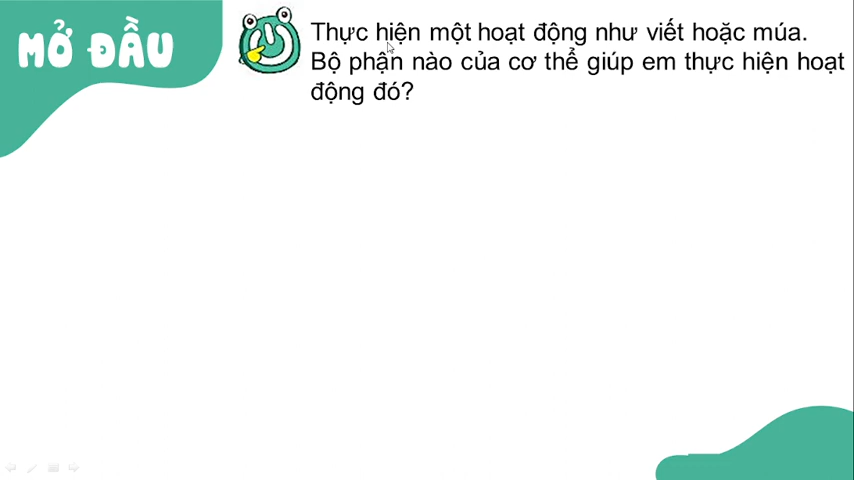 MỞ ĐẦU
Thực hiện một hoạt động như viết hoặc múa.
Bộ phận nào của cơ thể giúp em thực hiện hoạt
động đó?